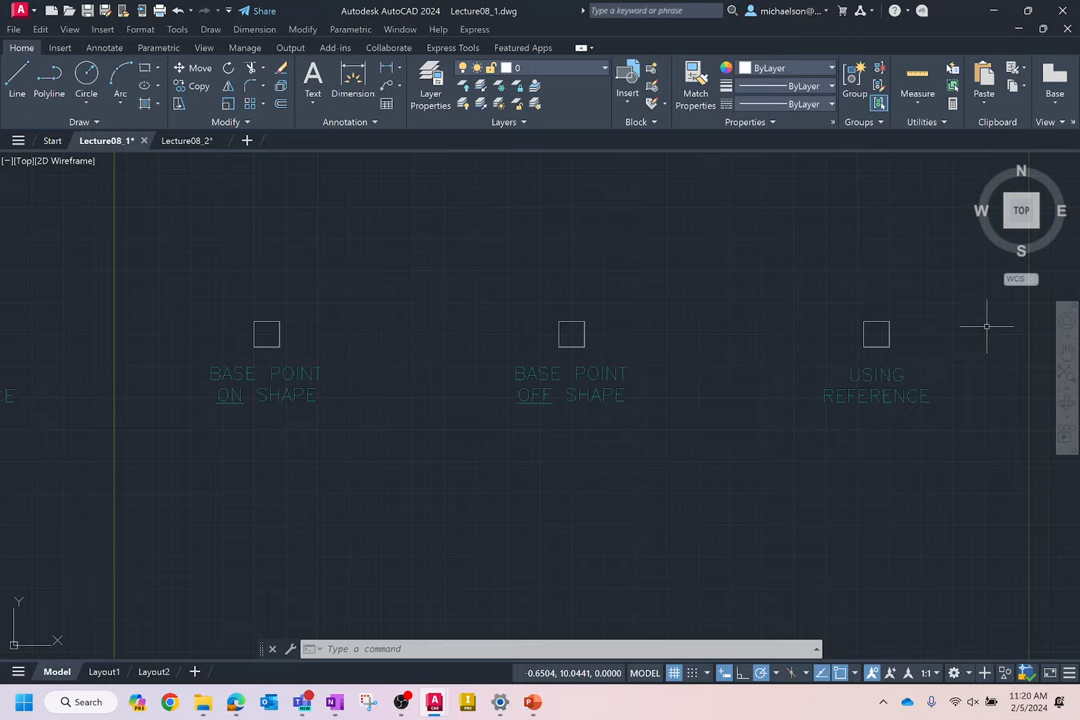 A Autodesk AutoCAD 2024 Lecture08_1.dwg
Share
Type a keyword or phrase
michaelson@...
File Edit View Insert Format Tools Draw Dimension Modify Parametric Window Help Express
Home Insert Annotate Parametric View Manage Output Add-ins Collaborate Express Tools Featured Apps
Line Polyline Circle Arc
Move
Copy
Text Dimension
Layer
Properties
0
Insert
Match
Properties
ByLayer
ByLayer
ByLayer
Group
Measure
Paste
Base
Draw Modify Annotation Layers Block Properties Groups Utilities Clipboard View
Start Lecture08_1* Lecture08_2*
[−][Top][2D Wireframe]
N
W TOP E
S
WCS
BASE POINT
ON SHAPE
BASE POINT
OFF SHAPE
USING
REFERENCE
CE
Y
X
Type a command
Model Layout1 Layout2
-0.6504, 10.0441, 0.0000 MODEL
1:1
Search
NEW
A
CAD
I
PRO
P
11:20 AM
2/5/2024